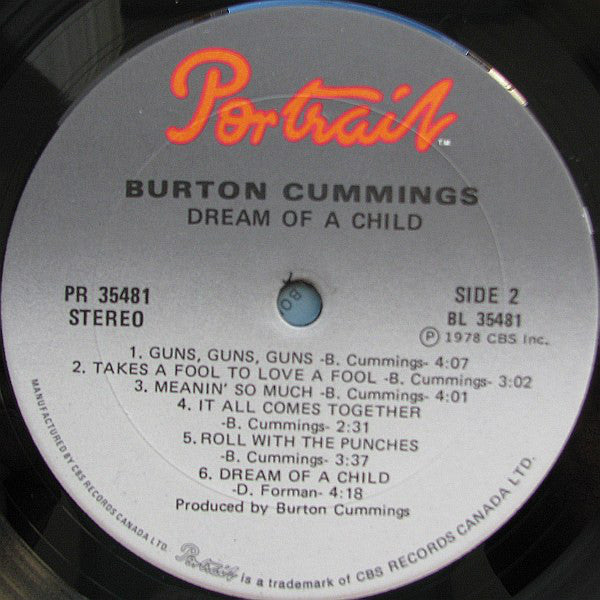 Portrait™
BURTON CUMMINGS
DREAM OF A CHILD
PR 35481
STEREO
SIDE 2
BL 35481
Ⓟ 1978 CBS Inc.
1. GUNS, GUNS, GUNS -B. Cummings- 4:07
2. TAKES A FOOL TO LOVE A FOOL -B. Cummings- 3:02
3. MEANIN' SO MUCH -B. Cummings- 4:01
4. IT ALL COMES TOGETHER
-B. Cummings- 2:31
5. ROLL WITH THE PUNCHES
-B. Cummings- 3:37
6. DREAM OF A CHILD
-D. Forman- 4:18
Produced by Burton Cummings
MANUFACTURED BY CBS RECORDS CANADA LTD. Portrait is a trademark of CBS RECORDS CANADA LTD.